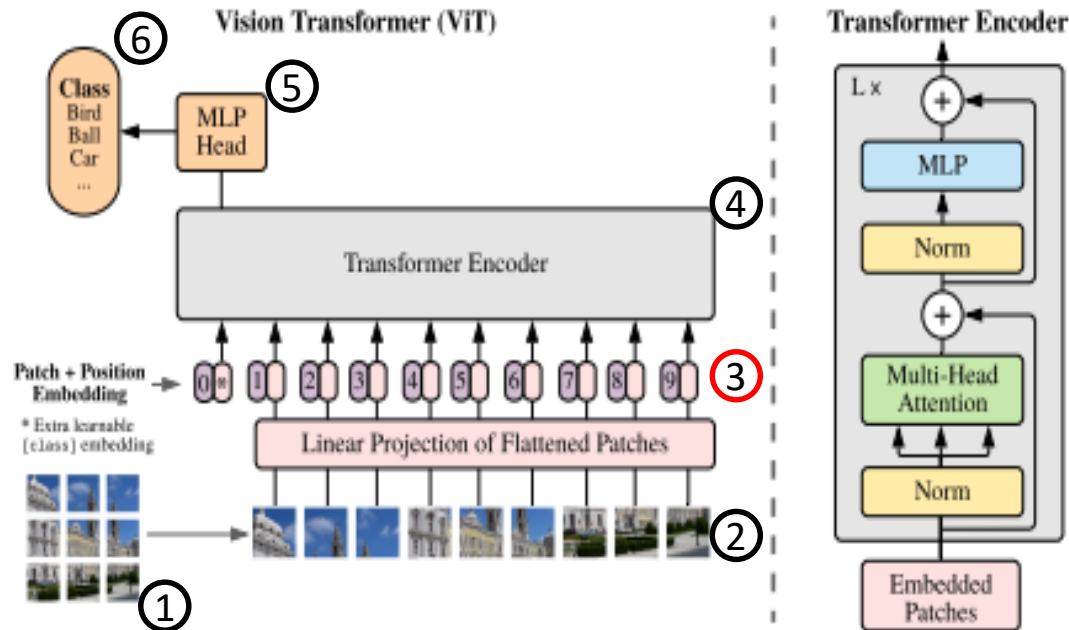 Vision Transformer (ViT)
6
Class
Bird
Ball
Car
...
5
MLP
Head
4
Transformer Encoder
Patch + Position
Embedding
0 * 1 2 3 4 5 6 7 8 9
3
* Extra learnable
[class] embedding
Linear Projection of Flattened Patches
2
1
Transformer Encoder
L ×
+
MLP
Norm
+
Multi-Head
Attention
Norm
Embedded
Patches